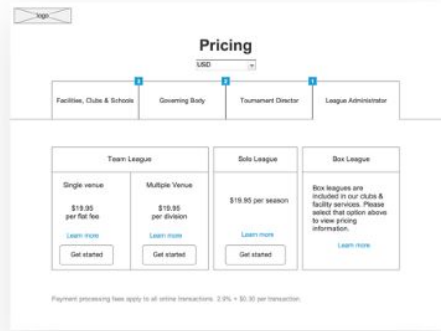 logo
Pricing
USD
3
2
1
Facilities, Clubs & Schools
Governing Body
Tournament Director
League Administrator
Team League
Solo League
Box League
Single venue
$19.95
per flat fee
Learn more
Get started
Multiple Venue
$19.95
per division
Learn more
Get started
$19.95 per season
Learn more
Get started
Box leagues are
included in our clubs &
facility services. Please
select that option above
to view pricing
information.
Learn more
Payment processing fees apply to all online transactions. 2.9% + $0.30 per transaction.